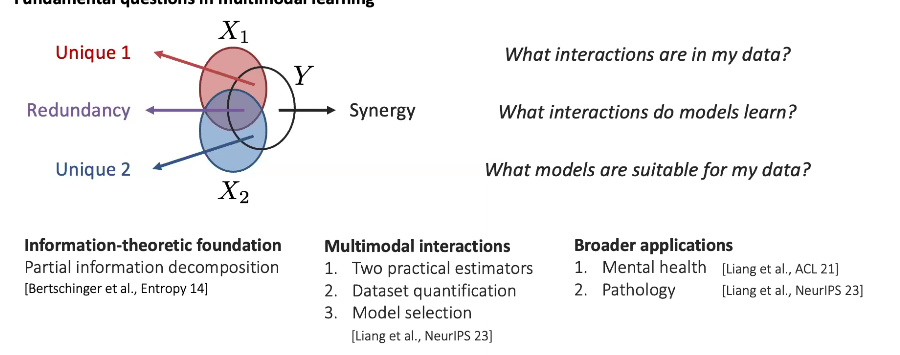 Fundamental questions in multimodal learning
X₁
Unique 1
Y
What interactions are in my data?
Redundancy
Synergy
What interactions do models learn?
Unique 2
What models are suitable for my data?
X₂
Information-theoretic foundation
Partial information decomposition
[Bertschinger et al., Entropy 14]
Multimodal interactions
1. Two practical estimators
2. Dataset quantification
3. Model selection
[Liang et al., NeurIPS 23]
Broader applications
1. Mental health [Liang et al., ACL 21]
2. Pathology [Liang et al., NeurIPS 23]